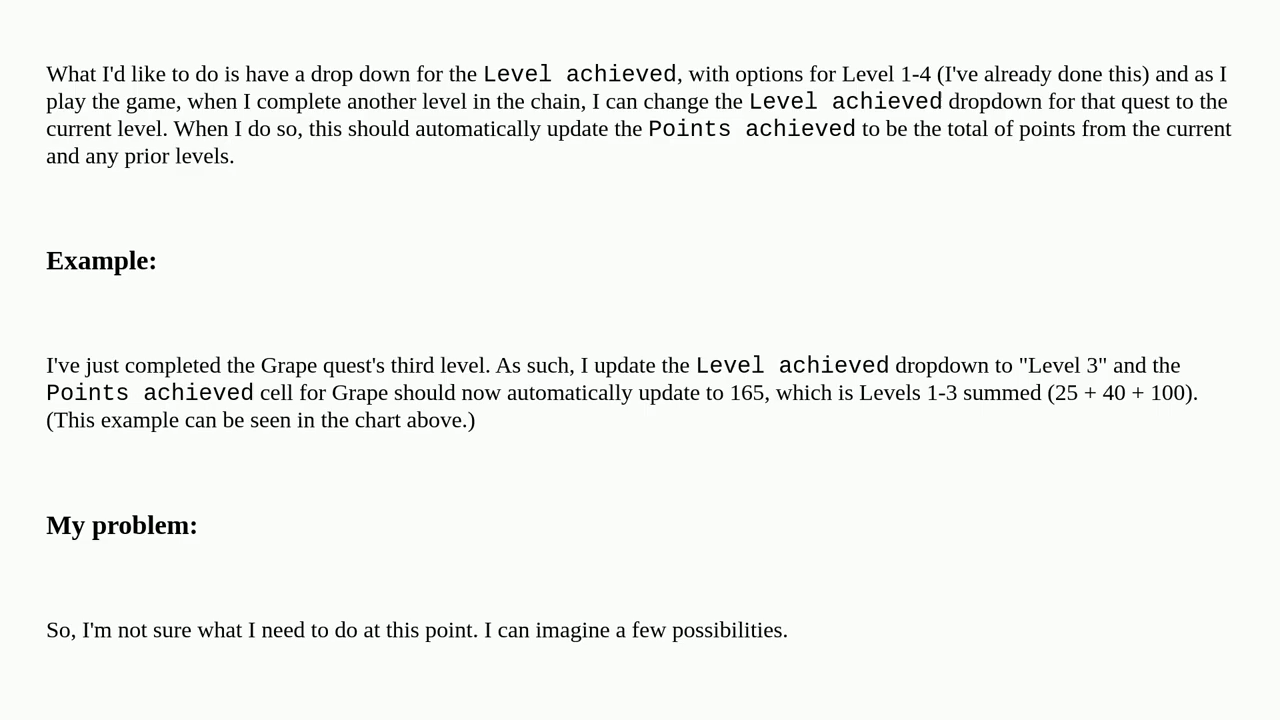 What I'd like to do is have a drop down for the Level achieved, with options for Level 1-4 (I've already done this) and as I
play the game, when I complete another level in the chain, I can change the Level achieved dropdown for that quest to the
current level. When I do so, this should automatically update the Points achieved to be the total of points from the current
and any prior levels.
Example:
I've just completed the Grape quest's third level. As such, I update the Level achieved dropdown to "Level 3" and the
Points achieved cell for Grape should now automatically update to 165, which is Levels 1-3 summed (25 + 40 + 100).
(This example can be seen in the chart above.)
My problem:
So, I'm not sure what I need to do at this point. I can imagine a few possibilities.